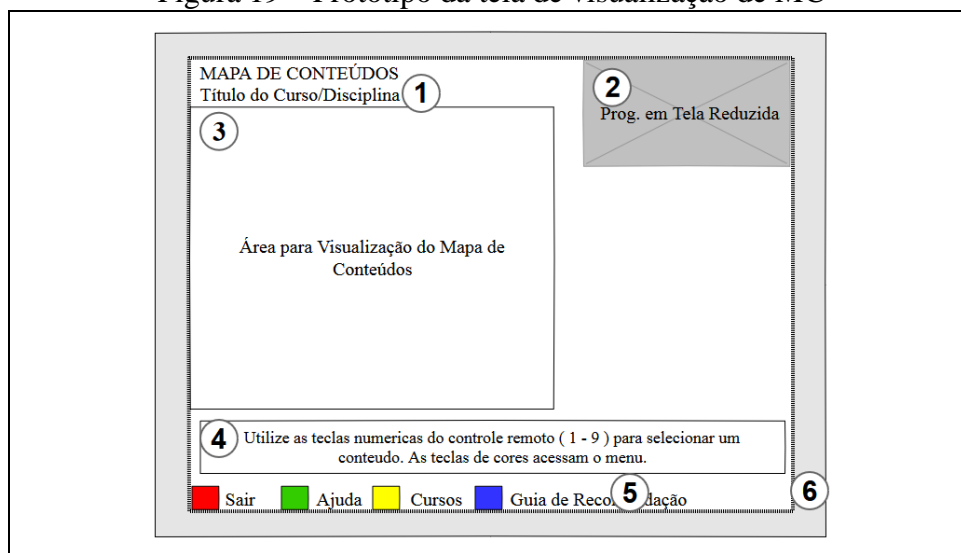 Figura 19 – Protótipo da tela de visualização de MC
MAPA DE CONTEÚDOS
Título do Curso/Disciplina 1
2
Prog. em Tela Reduzida
3
Área para Visualização do Mapa de
Conteúdos
4
Utilize as teclas numericas do controle remoto ( 1 - 9 ) para selecionar um
conteudo. As teclas de cores acessam o menu.
Sair Ajuda Cursos Guia de Recomendação
5
6